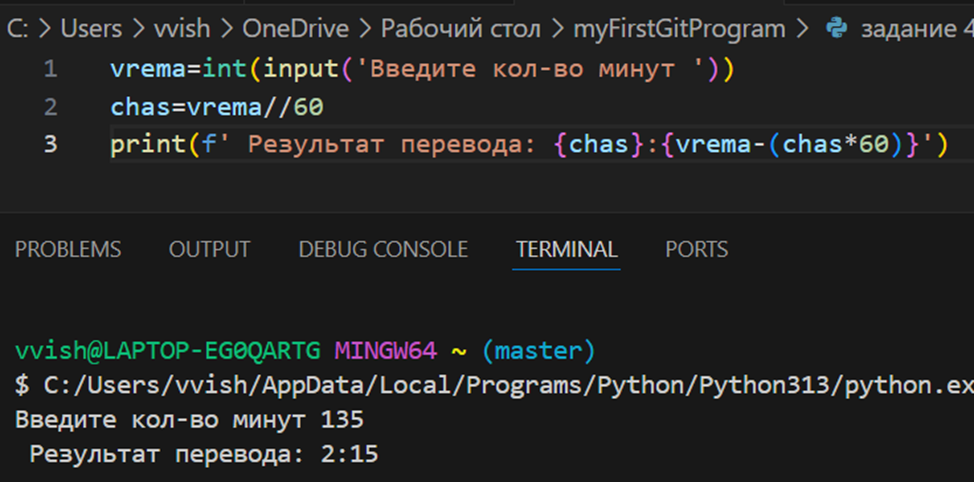 C: > Users > vvish > OneDrive > Рабочий стол > myFirstGitProgram > задание 4
1 vrema=int(input('Введите кол-во минут '))
2 chas=vrema//60
3 print(f' Результат перевода: {chas}:{vrema-(chas*60)}')
PROBLEMS OUTPUT DEBUG CONSOLE TERMINAL PORTS
vvish@LAPTOP-EG0QARTG MINGW64 ~ (master)
$ C:/Users/vvish/AppData/Local/Programs/Python/Python313/python.ex
Введите кол-во минут 135
Результат перевода: 2:15